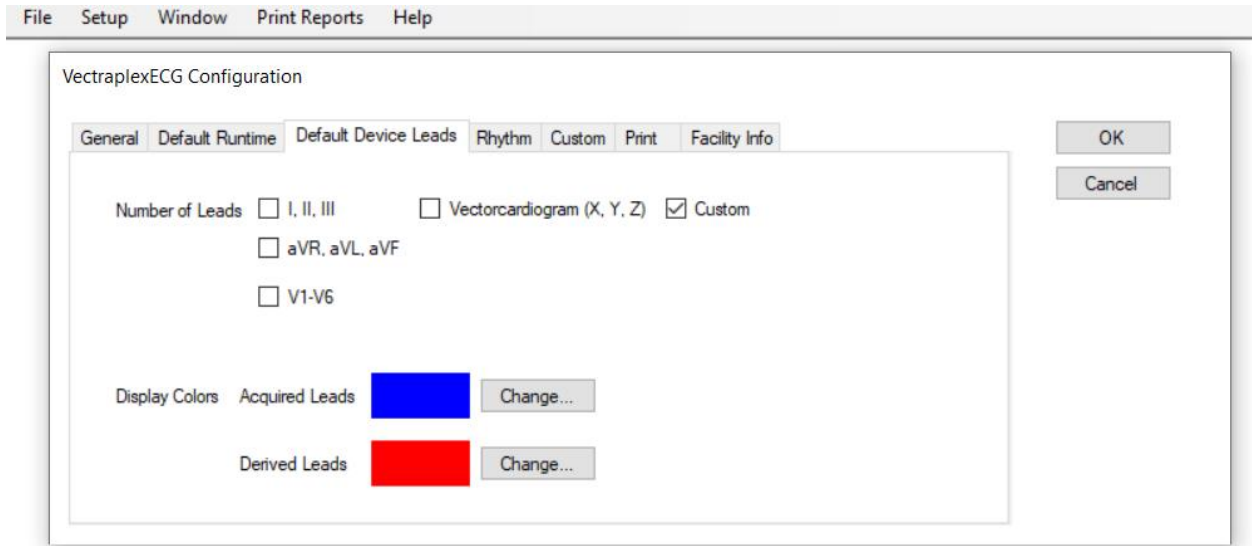 File Setup Window Print Reports Help
VectraplexECG Configuration
General Default Runtime Default Device Leads Rhythm Custom Print Facility Info
OK
Cancel
Number of Leads I, II, III Vectorcardiogram (X, Y, Z) Custom
aVR, aVL, aVF
V1-V6
Display Colors Acquired Leads Change...
Derived Leads Change...